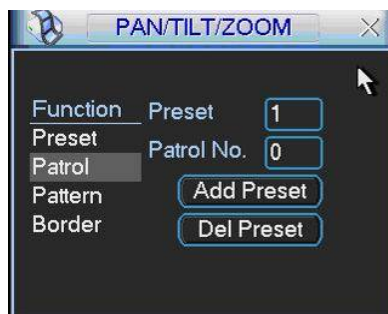 PAN/TILT/ZOOM
Function
Preset
Patrol
Pattern
Border
Preset 1
Patrol No. 0
Add Preset
Del Preset